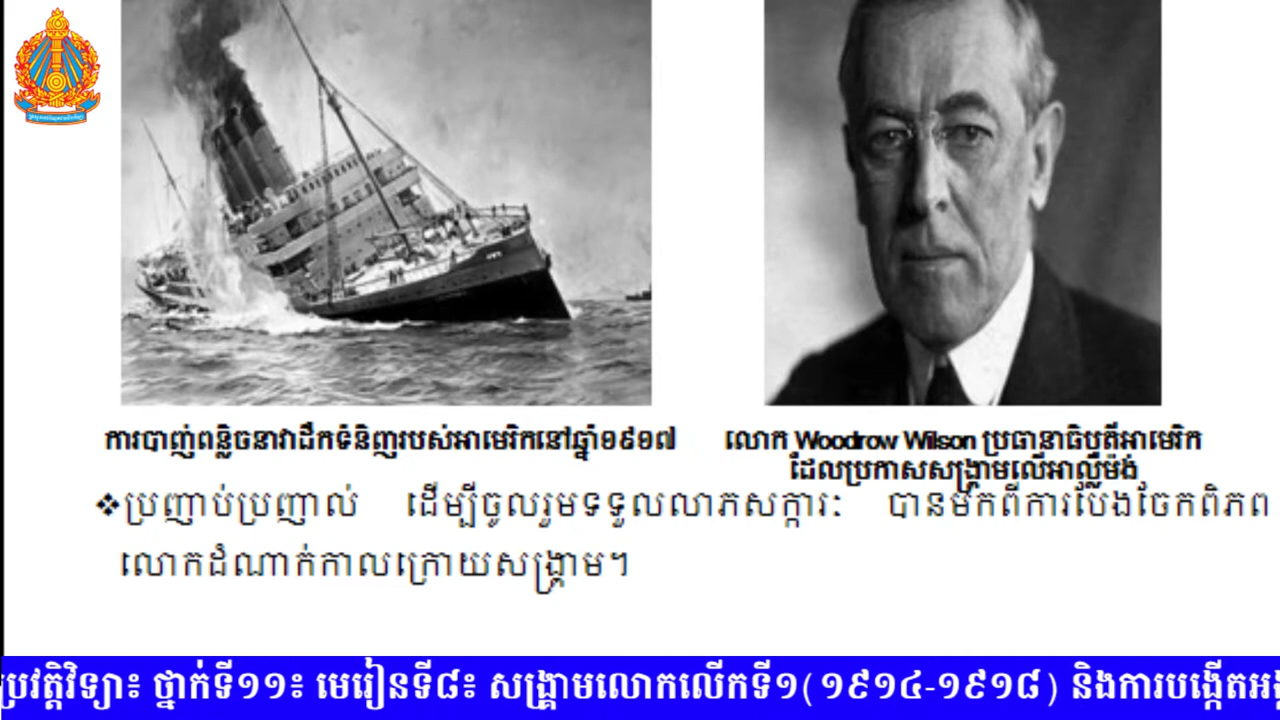 ការបាញ់ពន្លិចនាវាដឹកទំនិញរបស់អាមេរិកនៅឆ្នាំ១៩១៧
លោក Woodrow Wilson ប្រធានាធិបតីអាមេរិក
ដែលប្រកាសសង្គ្រាមលើអាល្លឺម៉ង់
❖ប្រញាប់ប្រញាល់ ដើម្បីចូលរួមទទួលលាភសក្ការៈ បានមកពីការបែងចែកពិភព
លោកដំណាក់កាលក្រោយសង្គ្រាម។
ប្រវត្តិវិទ្យា៖ ថ្នាក់ទី១១៖ មេរៀនទី៨៖ សង្គ្រាមលោកលើកទី១(១៩១៤-១៩១៨) និងការបង្កើតអង្គ